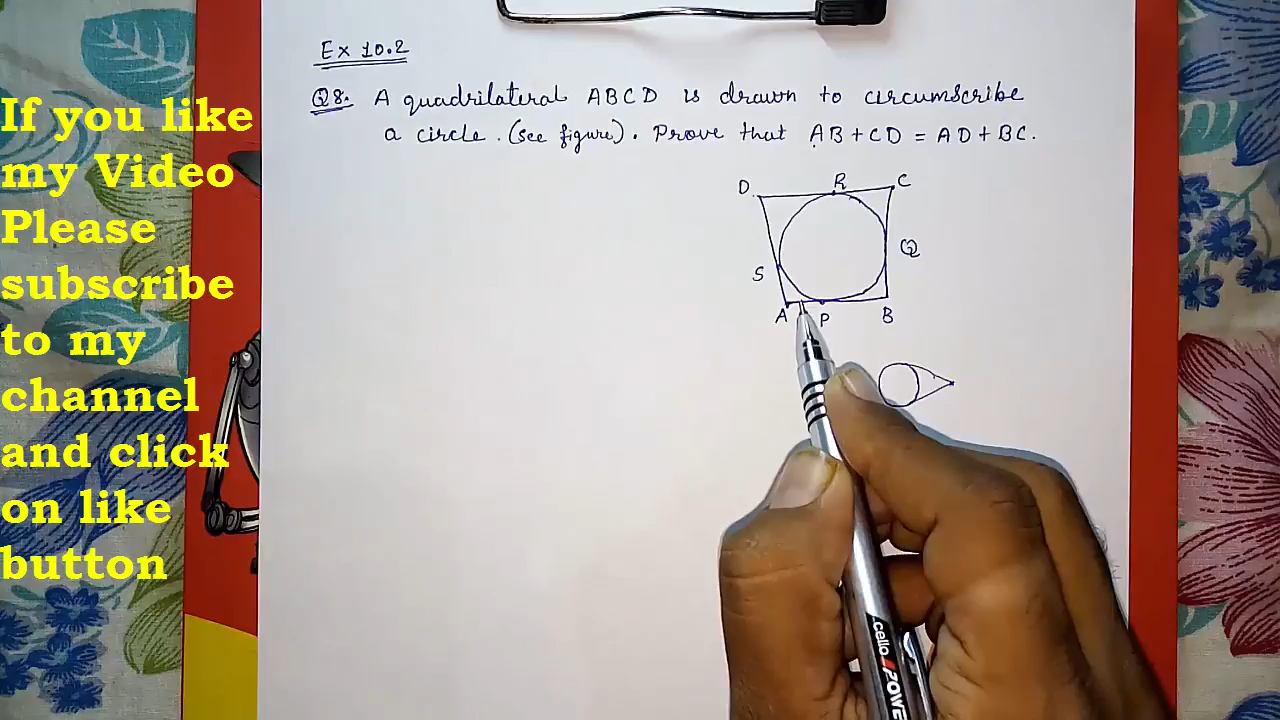 Ex 10.2
Q8. A quadrilateral ABCD is drawn to circumscribe
a circle. (see figure). Prove that AB + CD = AD + BC.
D R C
Q
S
A P B
If you like
my Video
Please
subscribe
to my
channel
and click
on like
button
cello POWE